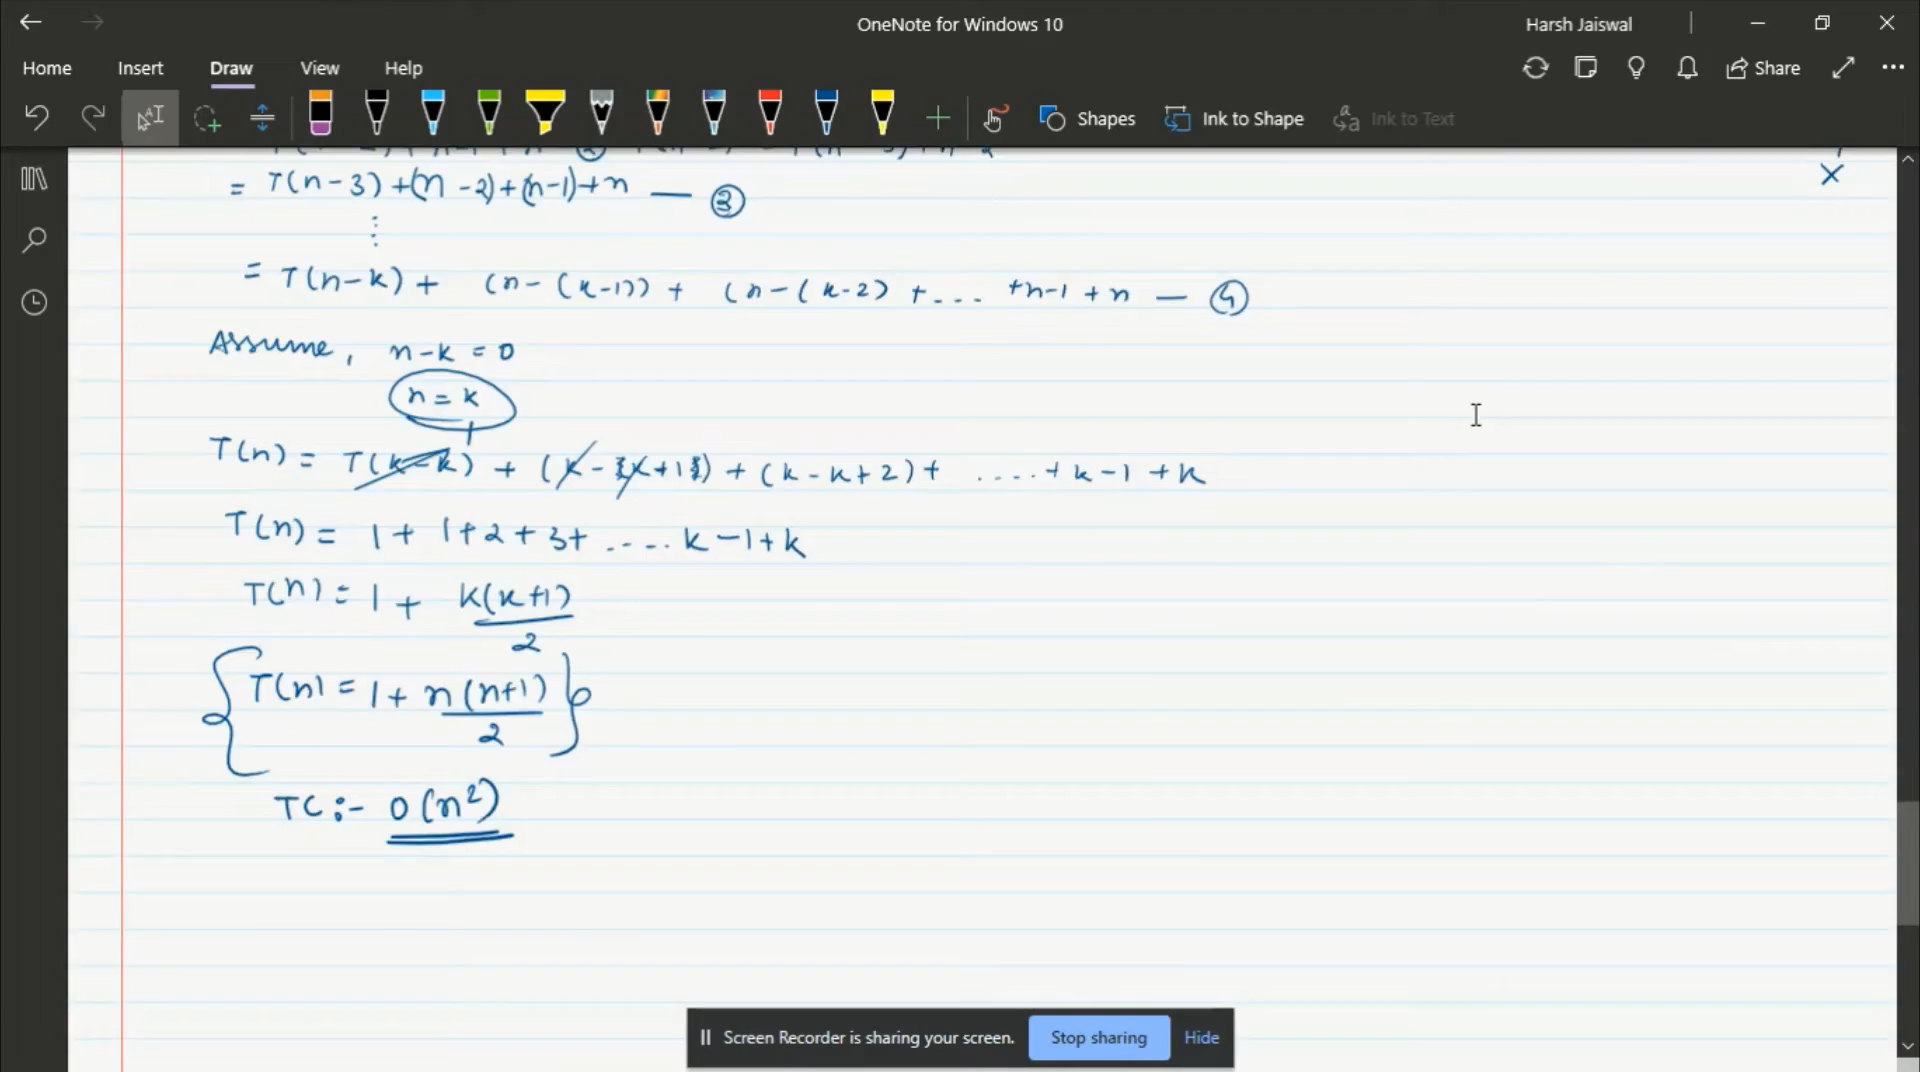 OneNote for Windows 10
Harsh Jaiswal
Home Insert Draw View Help
Share
Shapes Ink to Shape Ink to Text
= T(n-3) +(n-2)+(n-1)+n — ③
⋮
= T(n-k) + (n-(k-1)) + (n-(k-2) +... +n-1 +n — ④
Assume, n-k = 0
n = k
T(n) = T(k-k) + (k-{k+1}) + (k-k+2) + ....+ k-1 +k
T(n) = 1+ 1+2+3+ ..... k-1+k
T(n) = 1 + k(k+1)
2
T(n) = 1 + n(n+1)
2
TC :- O(n²)
Screen Recorder is sharing your screen. Stop sharing Hide